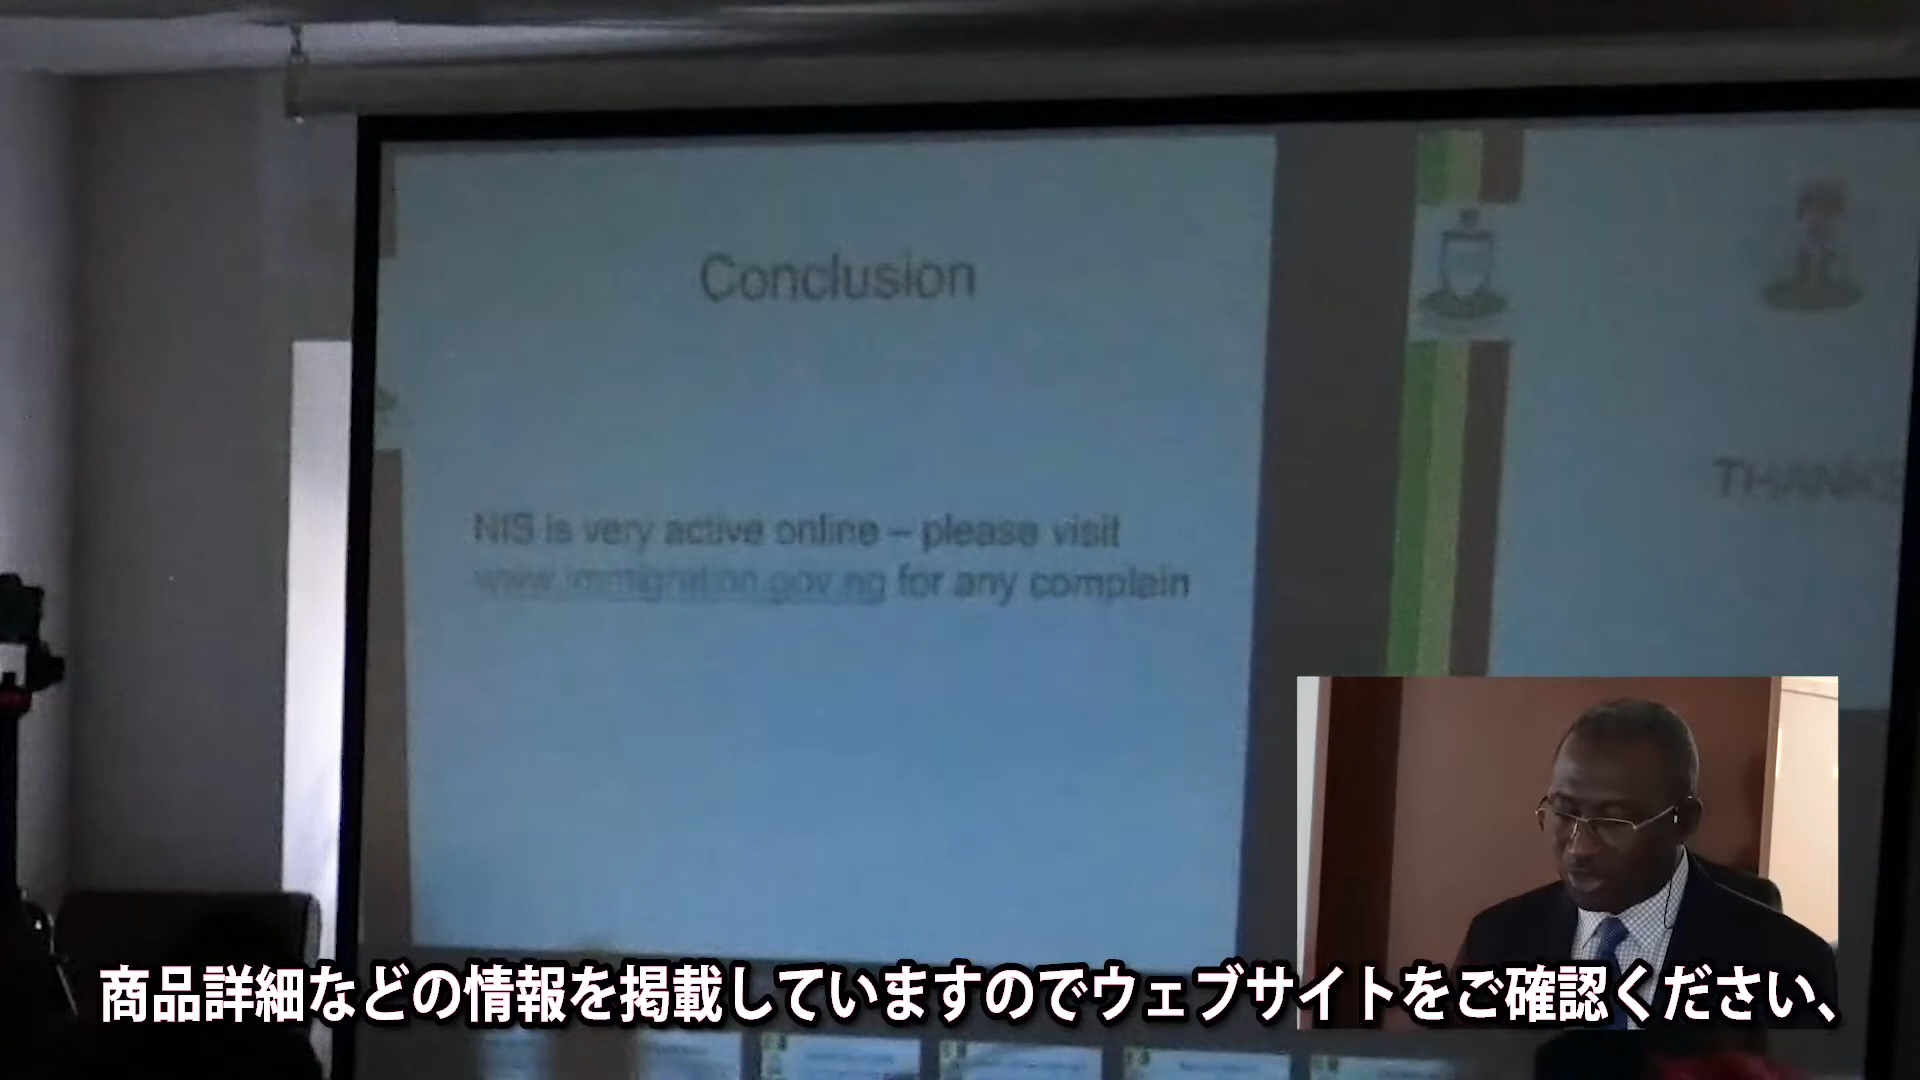 Conclusion
NIS is very active online – please visit
www.immigration.gov.ng for any complain
THANKS
商品詳細などの情報を掲載していますのでウェブサイトをご確認ください、